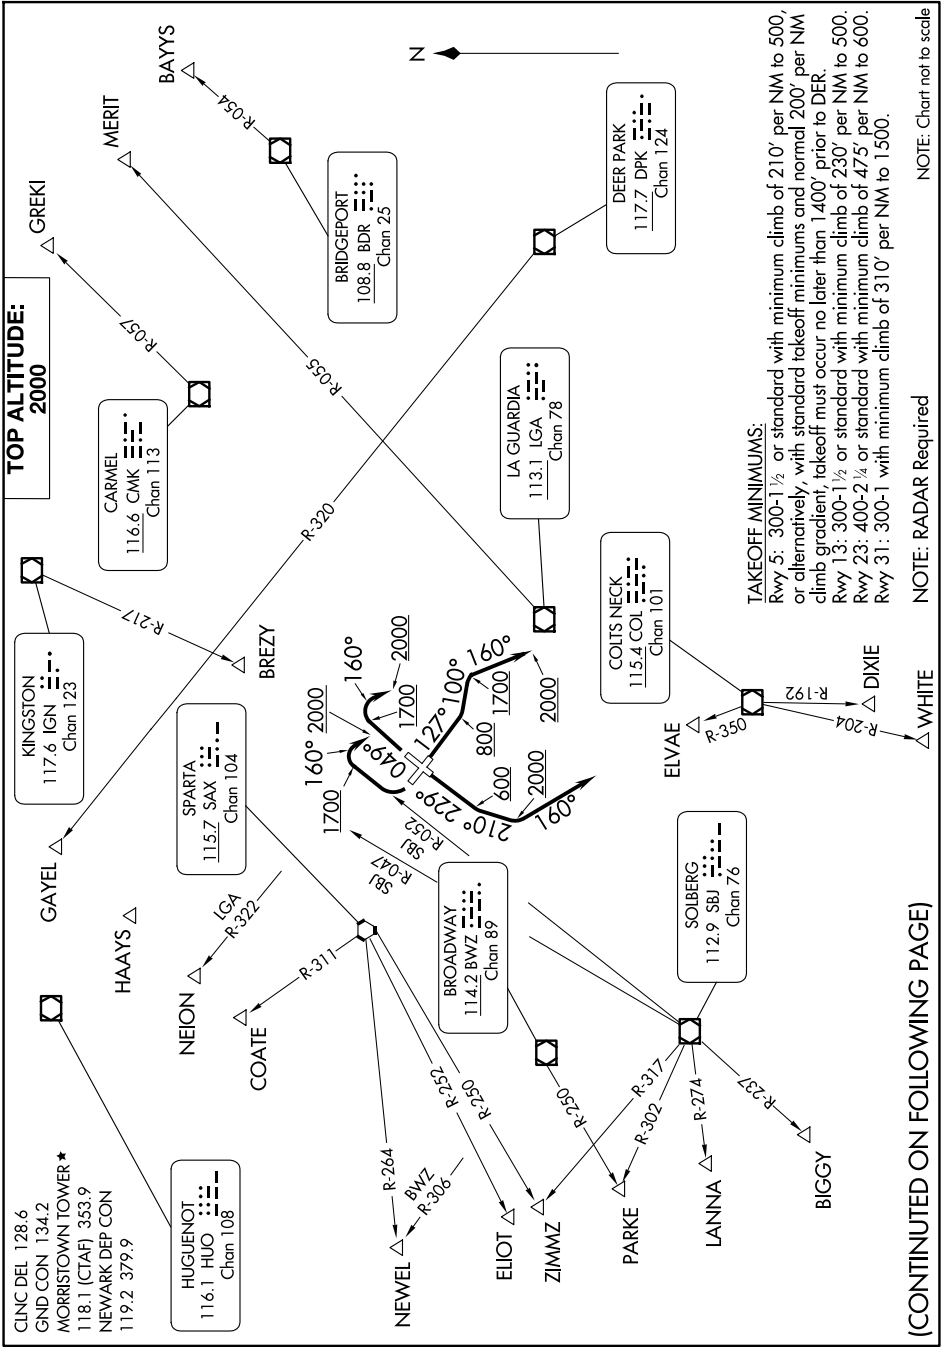 CLNC DEL 128.6
GND CON 134.2
MORRISTOWN TOWER ★
118.1 (CTAF) 353.9
NEWARK DEP CON
119.2 379.9
TOP ALTITUDE:
2000
HUGUENOT
116.1 HUO
Chan 108
KINGSTON
117.6 IGN
Chan 123
CARMEL
116.6 CMK
Chan 113
SPARTA
115.7 SAX
Chan 104
BRIDGEPORT
108.8 BDR
Chan 25
BROADWAY
114.2 BWZ
Chan 89
LA GUARDIA
113.1 LGA
Chan 78
DEER PARK
117.7 DPK
Chan 124
SOLBERG
112.9 SBJ
Chan 76
COLTS NECK
115.4 COL
Chan 101
GAYEL
HAAYS
NEION
COATE
NEWEL
ELIOT
ZIMMZ
PARKE
LANNA
BIGGY
BREZY
GREKI
MERIT
BAYYS
ELVAE
DIXIE
WHITE
N
R-217
R-057
R-054
R-055
R-320
LGA
R-322
R-311
R-264
BWZ
R-306
R-252
R-250
R-250
R-317
R-302
R-274
R-237
SBJ
R-047
SBJ
R-052
R-350
R-192
R-204
1700
160°
2000
049°
160°
1700
2000
127°
100°
160°
800
1700
2000
229°
210°
600
2000
160°
TAKEOFF MINIMUMS:
Rwy 5: 300-1½ or standard with minimum climb of 210' per NM to 500,
or alternatively, with standard takeoff minimums and normal 200' per NM
climb gradient, takeoff must occur no later than 1400' prior to DER.
Rwy 13: 300-1½ or standard with minimum climb of 230' per NM to 500.
Rwy 23: 400-2¼ or standard with minimum climb of 475' per NM to 600.
Rwy 31: 300-1 with minimum climb of 310' per NM to 1500.
NOTE: RADAR Required
NOTE: Chart not to scale
(CONTINUTED ON FOLLOWING PAGE)